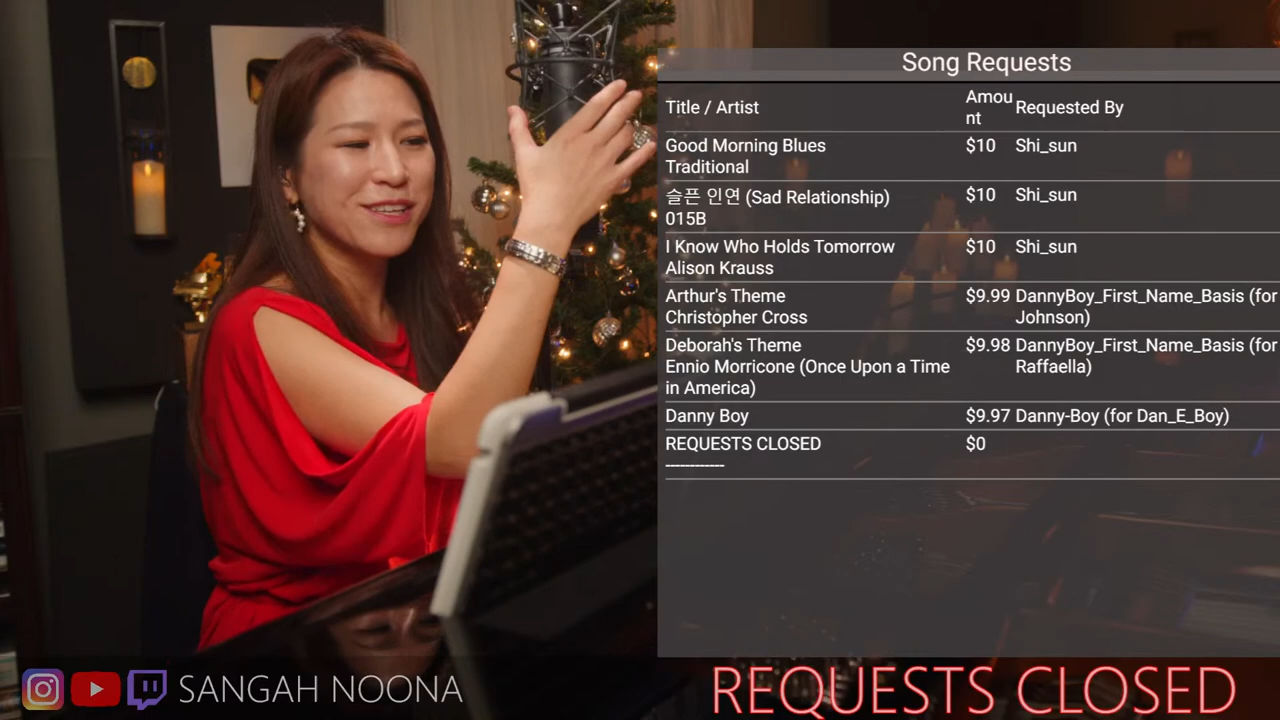 Song Requests
Title / Artist
Amou
nt
Requested By
Good Morning Blues
Traditional
$10
Shi_sun
슬픈 인연 (Sad Relationship)
015B
$10
Shi_sun
I Know Who Holds Tomorrow
Alison Krauss
$10
Shi_sun
Arthur's Theme
Christopher Cross
$9.99
DannyBoy_First_Name_Basis (for
Johnson)
Deborah's Theme
Ennio Morricone (Once Upon a Time
in America)
$9.98
DannyBoy_First_Name_Basis (for
Raffaella)
Danny Boy
$9.97
Danny-Boy (for Dan_E_Boy)
REQUESTS CLOSED
------------
$0
SANGAH NOONA
REQUESTS CLOSED